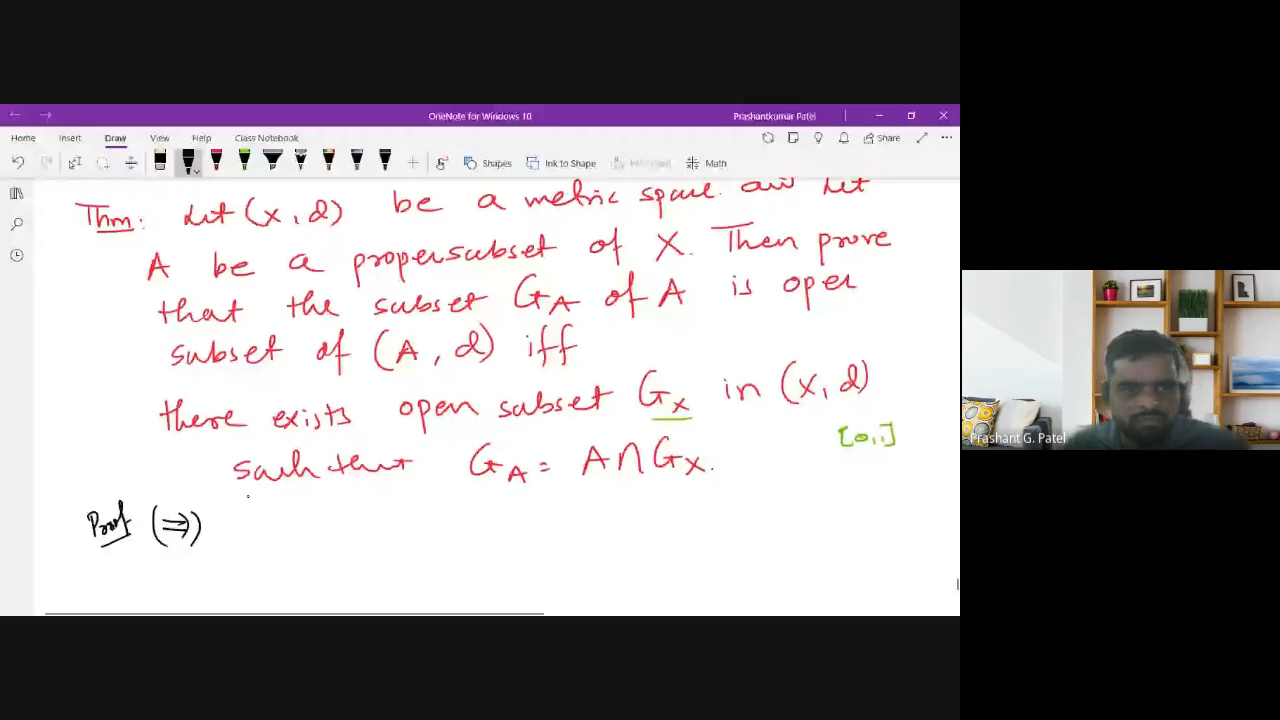 OneNote for Windows 10
Prashantkumar Patel
Home Insert Draw View Help Class Notebook
Share
Shapes Ink to Shape Math
Thm: Let (X, d) be a metric space and let
A be a proper subset of X. Then prove
that the subset G_A of A is open
subset of (A, d) iff
there exists open subset G_X in (X, d)
[0,1]
such that G_A = A ∩ G_X.
Proof (⇒)
Prashant G. Patel